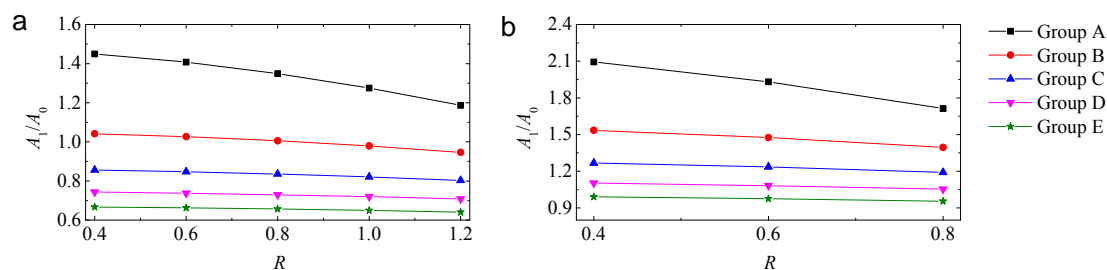 a
1.6
1.4
1.2
1.0
0.8
0.6
A1/A0
0.4 0.6 0.8 1.0 1.2
R
b
2.4
2.1
1.8
1.5
1.2
0.9
A1/A0
0.4 0.6 0.8
R
Group A
Group B
Group C
Group D
Group E